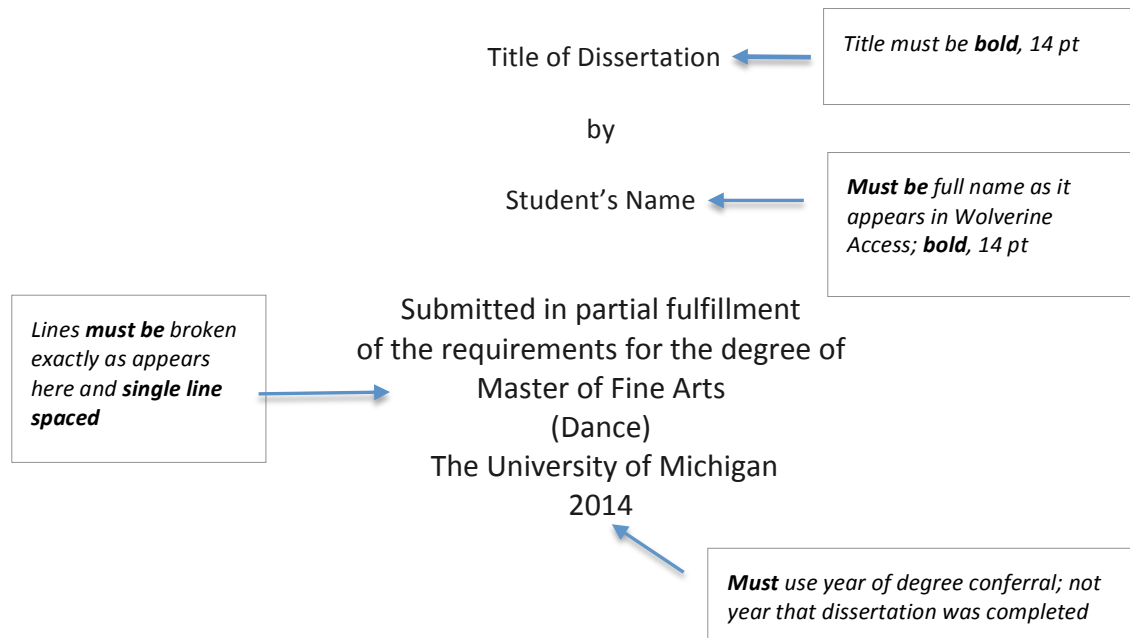 Title of Dissertation
Title must be bold, 14 pt
by
Student’s Name
Must be full name as it
appears in Wolverine
Access; bold, 14 pt
Lines must be broken
exactly as appears
here and single line
spaced
Submitted in partial fulfillment
of the requirements for the degree of
Master of Fine Arts
(Dance)
The University of Michigan
2014
Must use year of degree conferral; not
year that dissertation was completed